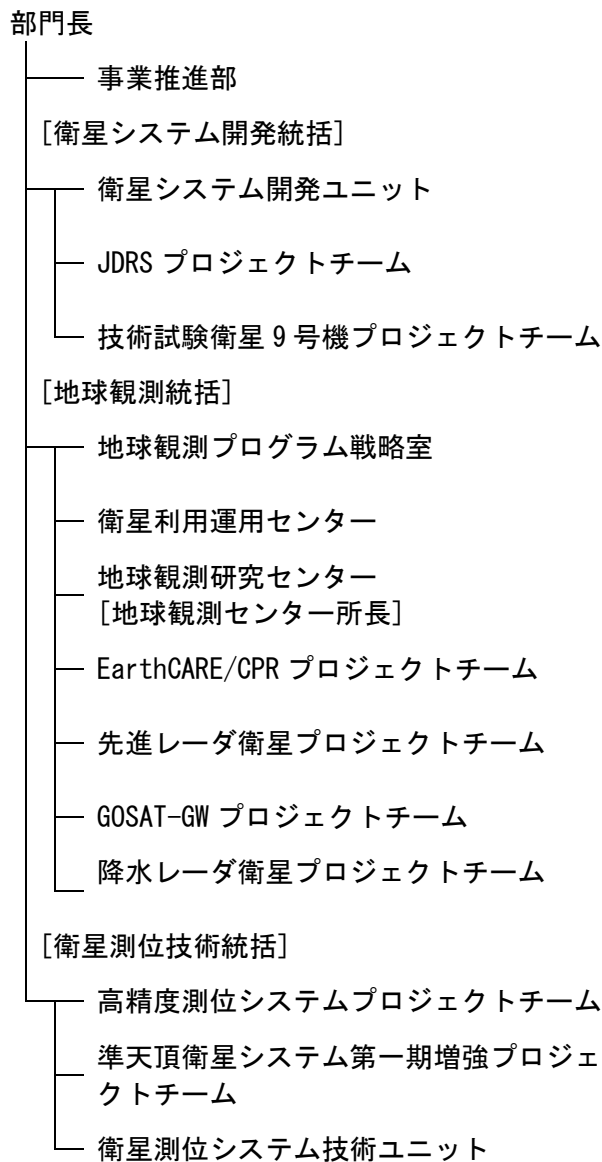 部門長
事業推進部
[衛星システム開発統括]
衛星システム開発ユニット
JDRS プロジェクトチーム
技術試験衛星 9 号機プロジェクトチーム
[地球観測統括]
地球観測プログラム戦略室
衛星利用運用センター
地球観測研究センター
[地球観測センター所長]
EarthCARE/CPR プロジェクトチーム
先進レーダ衛星プロジェクトチーム
GOSAT-GW プロジェクトチーム
降水レーダ衛星プロジェクトチーム
[衛星測位技術統括]
高精度測位システムプロジェクトチーム
準天頂衛星システム第一期増強プロジェ
クトチーム
衛星測位システム技術ユニット